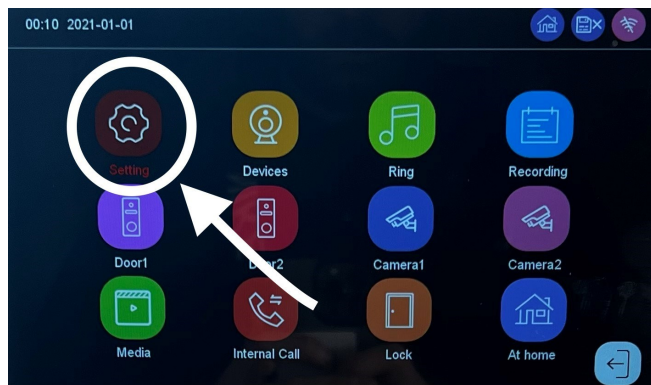 00:10 2021-01-01
Setting Devices Ring Recording
Door1 Door2 Camera1 Camera2
Media Internal Call Lock At home